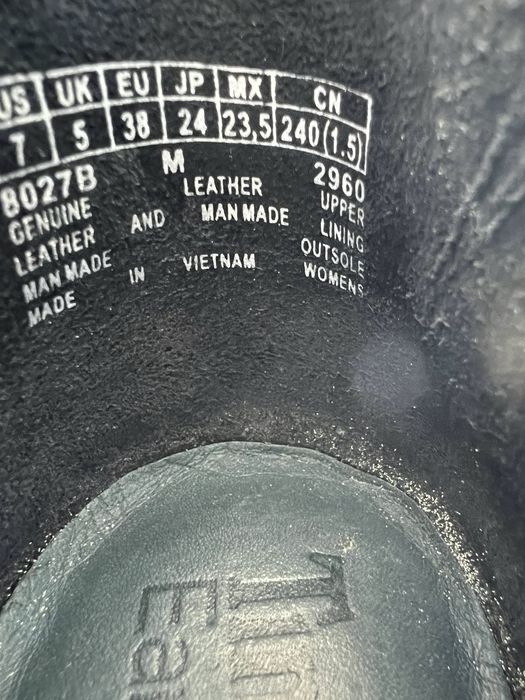 US UK EU JP MX CN
7 5 38 24 23,5 240(1.5)
8027B M 2960
GENUINE LEATHER UPPER
LEATHER AND MAN MADE LINING
MAN MADE OUTSOLE
MADE IN VIETNAM WOMENS